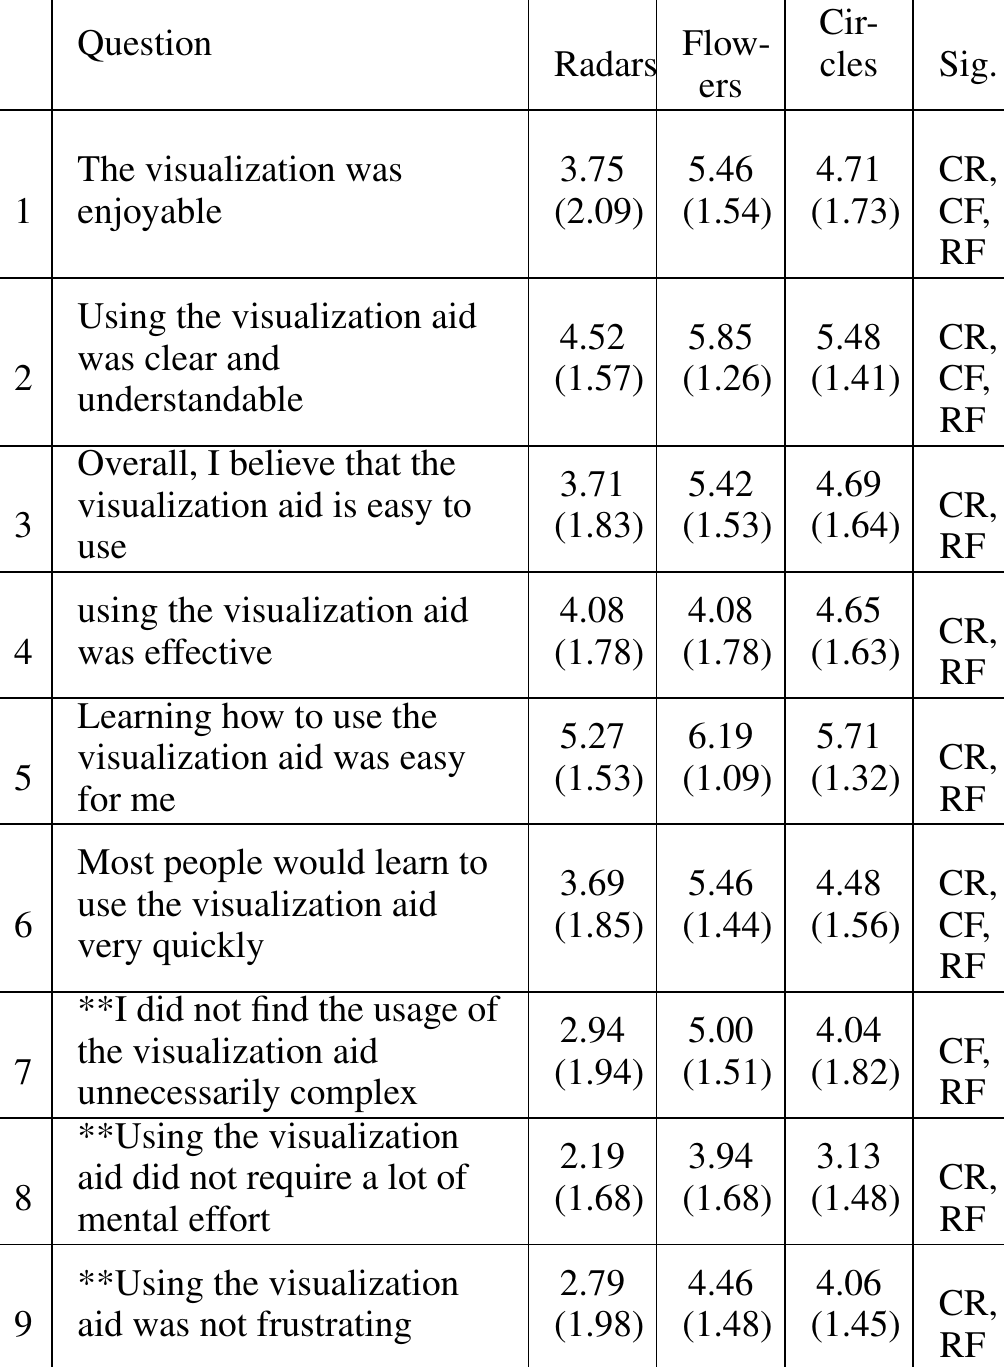 Question Radars Flow-ers Cir-cles Sig.
1 The visualization was enjoyable 3.75 (2.09) 5.46 (1.54) 4.71 (1.73) CR, CF, RF
2 Using the visualization aid was clear and understandable 4.52 (1.57) 5.85 (1.26) 5.48 (1.41) CR, CF, RF
3 Overall, I believe that the visualization aid is easy to use 3.71 (1.83) 5.42 (1.53) 4.69 (1.64) CR, RF
4 using the visualization aid was effective 4.08 (1.78) 4.08 (1.78) 4.65 (1.63) CR, RF
5 Learning how to use the visualization aid was easy for me 5.27 (1.53) 6.19 (1.09) 5.71 (1.32) CR, RF
6 Most people would learn to use the visualization aid very quickly 3.69 (1.85) 5.46 (1.44) 4.48 (1.56) CR, CF, RF
7 **I did not find the usage of the visualization aid unnecessarily complex 2.94 (1.94) 5.00 (1.51) 4.04 (1.82) CF, RF
8 **Using the visualization aid did not require a lot of mental effort 2.19 (1.68) 3.94 (1.68) 3.13 (1.48) CR, RF
9 **Using the visualization aid was not frustrating 2.79 (1.98) 4.46 (1.48) 4.06 (1.45) CR, RF